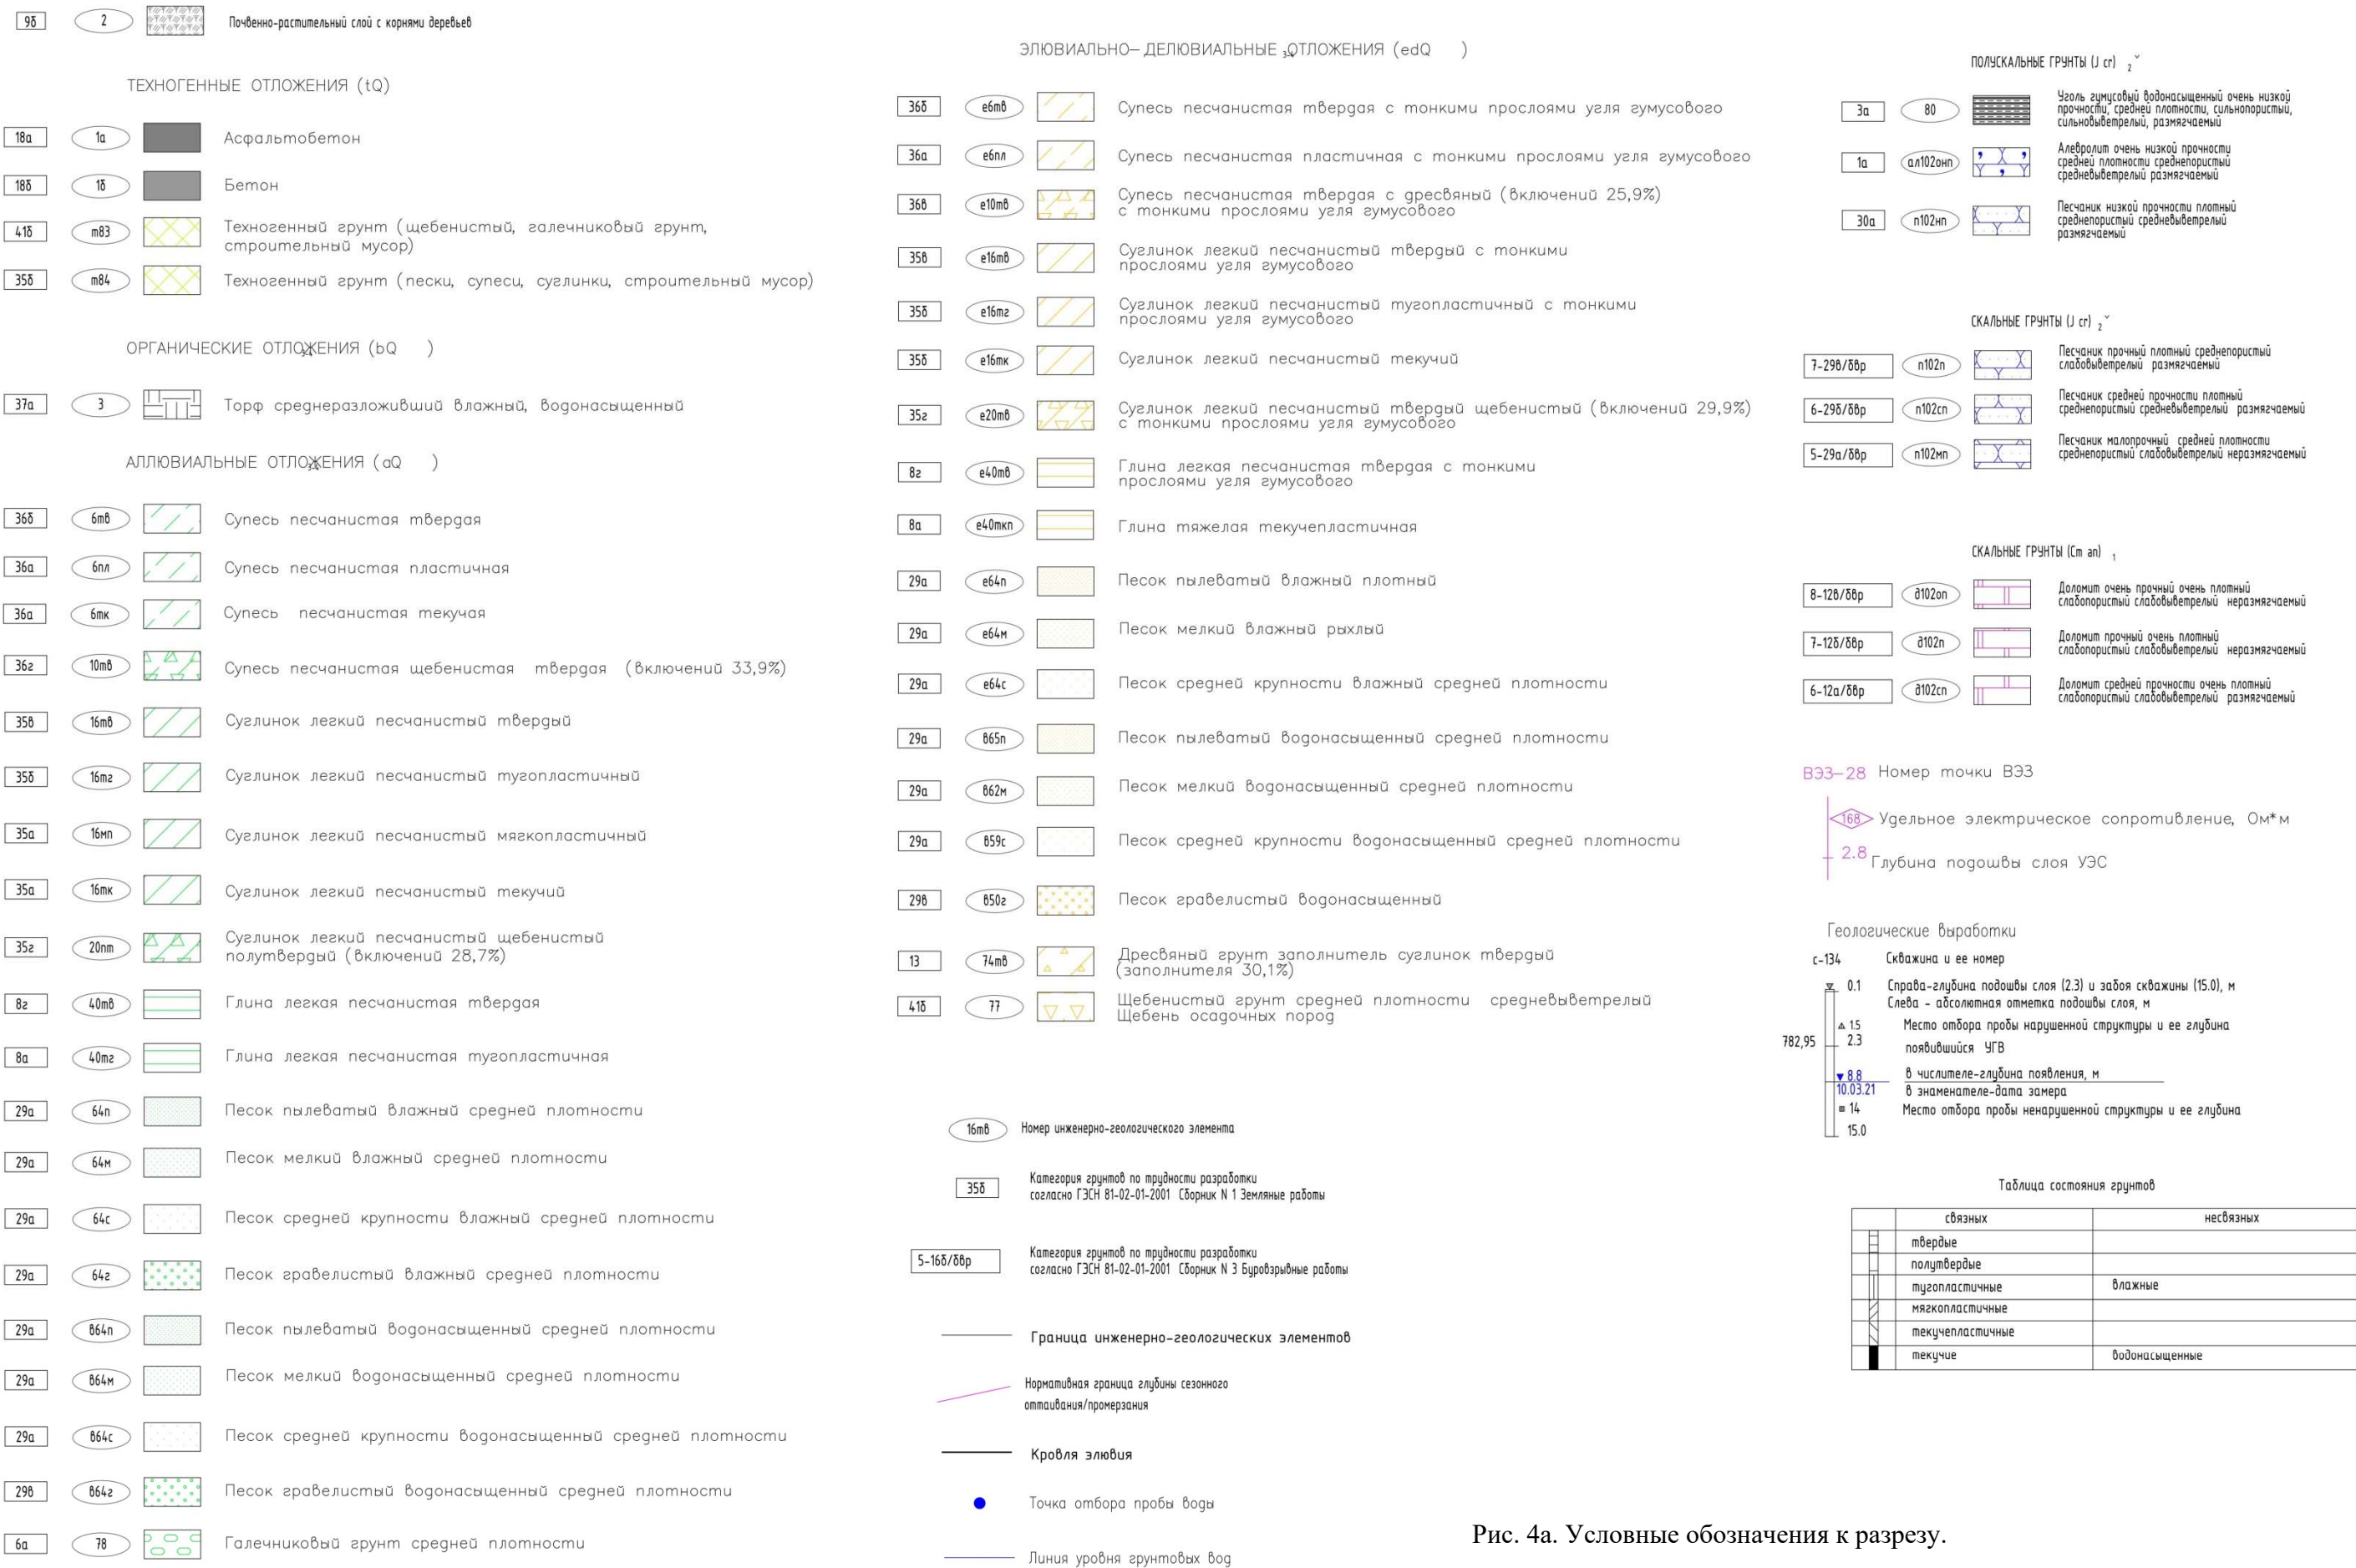 9б 2 Почвенно-растительный слой с корнями деревьев
ТЕХНОГЕННЫЕ ОТЛОЖЕНИЯ (tQ)
18а 1а Асфальтобетон
18б 1б Бетон
41б т83 Техногенный грунт (щебенистый, галечниковый грунт,
строительный мусор)
35б т84 Техногенный грунт (пески, супеси, суглинки, строительный мусор)
ОРГАНИЧЕСКИЕ ОТЛОЖЕНИЯ (bQ )
37а 3 Торф среднеразложивший влажный, водонасыщенный
АЛЛЮВИАЛЬНЫЕ ОТЛОЖЕНИЯ (aQ )
36б 6тв Супесь песчанистая твердая
36а 6пл Супесь песчанистая пластичная
36а 6тк Супесь песчанистая текучая
36г 10тв Супесь песчанистая щебенистая твердая (включений 33,9%)
35в 16тв Суглинок легкий песчанистый твердый
35б 16тг Суглинок легкий песчанистый тугопластичный
35а 16мп Суглинок легкий песчанистый мягкопластичный
35а 16тк Суглинок легкий песчанистый текучий
35г 20пт Суглинок легкий песчанистый щебенистый
полутвердый (включений 28,7%)
8г 40тв Глина легкая песчанистая твердая
8а 40тг Глина легкая песчанистая тугопластичная
29а 64п Песок пылеватый влажный средней плотности
29а 64м Песок мелкий влажный средней плотности
29а 64с Песок средней крупности влажный средней плотности
29а 64г Песок гравелистый влажный средней плотности
29а в64п Песок пылеватый водонасыщенный средней плотности
29а в64м Песок мелкий водонасыщенный средней плотности
29а в64с Песок средней крупности водонасыщенный средней плотности
29в в64г Песок гравелистый водонасыщенный средней плотности
6а 78 Галечниковый грунт средней плотности
ЭЛЮВИАЛЬНО-ДЕЛЮВИАЛЬНЫЕ ОТЛОЖЕНИЯ (edQ )
36б е6тв Супесь песчанистая твердая с тонкими прослоями угля гумусового
36а е6пл Супесь песчанистая пластичная с тонкими прослоями угля гумусового
36в е10тв Супесь песчанистая твердая с дресвяный (включений 25,9%)
с тонкими прослоями угля гумусового
35в е16тв Суглинок легкий песчанистый твердый с тонкими
прослоями угля гумусового
35б е16тг Суглинок легкий песчанистый тугопластичный с тонкими
прослоями угля гумусового
35б е16тк Суглинок легкий песчанистый текучий
35г е20тв Суглинок легкий песчанистый твердый щебенистый (включений 29,9%)
с тонкими прослоями угля гумусового
8г е40тв Глина легкая песчанистая твердая с тонкими
прослоями угля гумусового
8а е40ткп Глина тяжелая текучепластичная
29а е64п Песок пылеватый влажный плотный
29а е64м Песок мелкий влажный рыхлый
29а е64с Песок средней крупности влажный средней плотности
29а в65п Песок пылеватый водонасыщенный средней плотности
29а в62м Песок мелкий водонасыщенный средней плотности
29а в59с Песок средней крупности водонасыщенный средней плотности
29в в50г Песок гравелистый водонасыщенный
13 74тв Дресвяный грунт заполнитель суглинок твердый
(заполнителя 30,1%)
41б 77 Щебенистый грунт средней плотности средневыветрелый
Щебень осадочных пород
16тв Номер инженерно-геологического элемента
35б Категория грунтов по трудности разработки
согласно ГЭСН 81-02-01-2001 Сборник N 1 Земляные работы
5-16б/бвр Категория грунтов по трудности разработки
согласно ГЭСН 81-02-01-2001 Сборник N 3 Буровзрывные работы
Граница инженерно-геологических элементов
Нормативная граница глубины сезонного
оттаивания/промерзания
Кровля элювия
Точка отбора пробы воды
Линия уровня грунтовых вод
ПОЛУСКАЛЬНЫЕ ГРУНТЫ (J cr) 2
3а 80 Уголь гумусовый водонасыщенный очень низкой
прочности, средней плотности, сильнопористый,
сильновыветрелый, размягчаемый
1а ал102онп Алевролит очень низкой прочности
средней плотности среднепористый
средневыветрелый размягчаемый
30а п102нп Песчаник низкой прочности плотный
среднепористый средневыветрелый
размягчаемый
СКАЛЬНЫЕ ГРУНТЫ (J cr) 2
7-29в/бвр п102п Песчаник прочный плотный среднепористый
слабовыветрелый размягчаемый
6-29б/бвр п102сп Песчаник средней прочности плотный
среднепористый средневыветрелый размягчаемый
5-29а/бвр п102мп Песчаник малопрочный средней плотности
среднепористый слабовыветрелый неразмягчаемый
СКАЛЬНЫЕ ГРУНТЫ (Cm an) 1
8-12в/бвр д102оп Доломит очень прочный очень плотный
слабопористый слабовыветрелый неразмягчаемый
7-12б/бвр д102п Доломит прочный очень плотный
слабопористый слабовыветрелый неразмягчаемый
6-12а/бвр д102сп Доломит средней прочности очень плотный
слабопористый слабовыветрелый размягчаемый
ВЭЗ-28 Номер точки ВЭЗ
168 Удельное электрическое сопротивление, Ом*м
2.8 Глубина подошвы слоя УЭС
Геологические выработки
с-134 Скважина и ее номер
0.1 Справа-глубина подошвы слоя (2.3) и забоя скважины (15.0), м
Слева - абсолютная отметка подошвы слоя, м
1.5 Место отбора пробы нарушенной структуры и ее глубина
782,95 2.3 появившийся УГВ
8.8 в числителе-глубина появления, м
10.03.21 в знаменателе-дата замера
14 Место отбора пробы ненарушенной структуры и ее глубина
15.0
Таблица состояния грунтов
связных несвязных
твердые
полутвердые
тугопластичные влажные
мягкопластичные
текучепластичные
текучие водонасыщенные
Рис. 4а. Условные обозначения к разрезу.